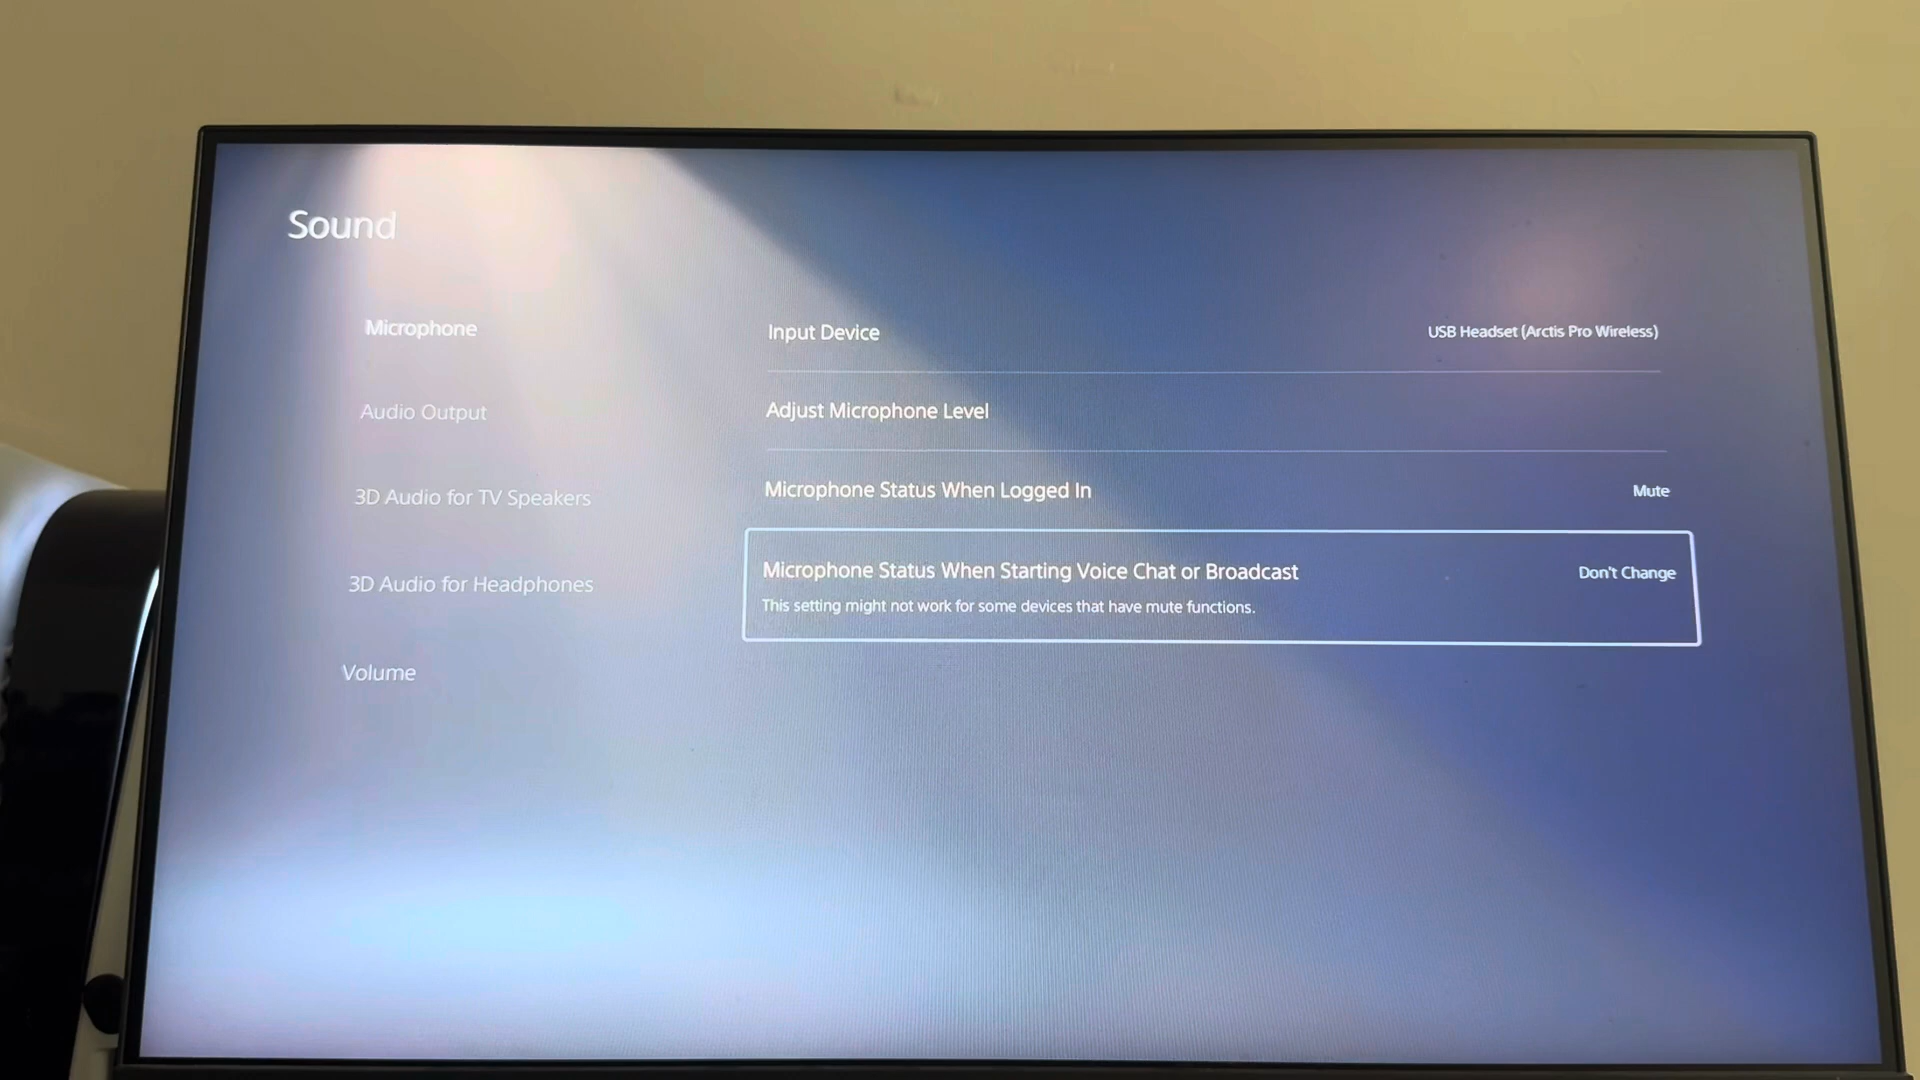 Sound
Microphone
Input Device
USB Headset (Arctis Pro Wireless)
Audio Output
Adjust Microphone Level
3D Audio for TV Speakers
Microphone Status When Logged In
Mute
3D Audio for Headphones
Microphone Status When Starting Voice Chat or Broadcast
Don't Change
This setting might not work for some devices that have mute functions.
Volume